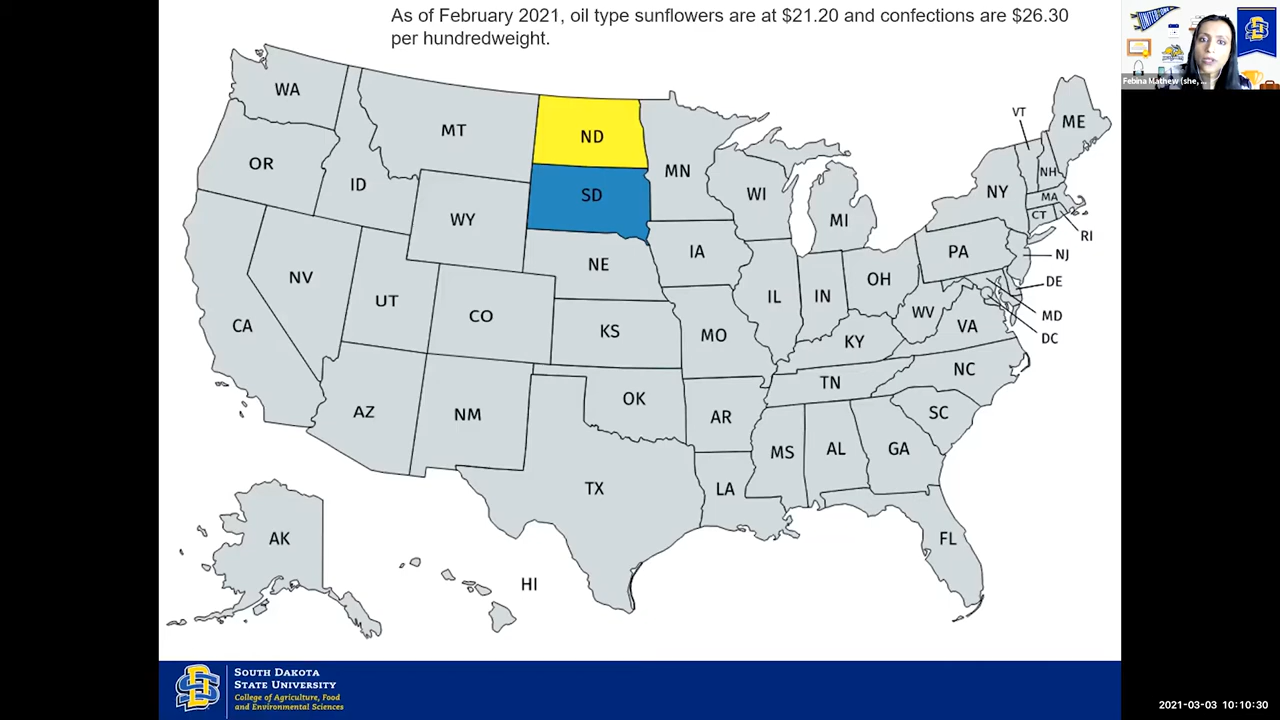 As of February 2021, oil type sunflowers are at $21.20 and confections are $26.30
per hundredweight.
Febina Mathew (she, ...
WA
MT
ND
MN
VT
ME
OR
ID
SD
WI
NY
NH
WY
MI
MA
CT
RI
NV
UT
NE
IA
PA
NJ
CO
IL
IN
OH
DE
CA
KS
MO
KY
WV
VA
MD
DC
AZ
NM
OK
AR
TN
NC
SC
TX
LA
MS
AL
GA
AK
HI
FL
SOUTH DAKOTA
STATE UNIVERSITY
College of Agriculture, Food
and Environmental Sciences
2021-03-03 10:10:30